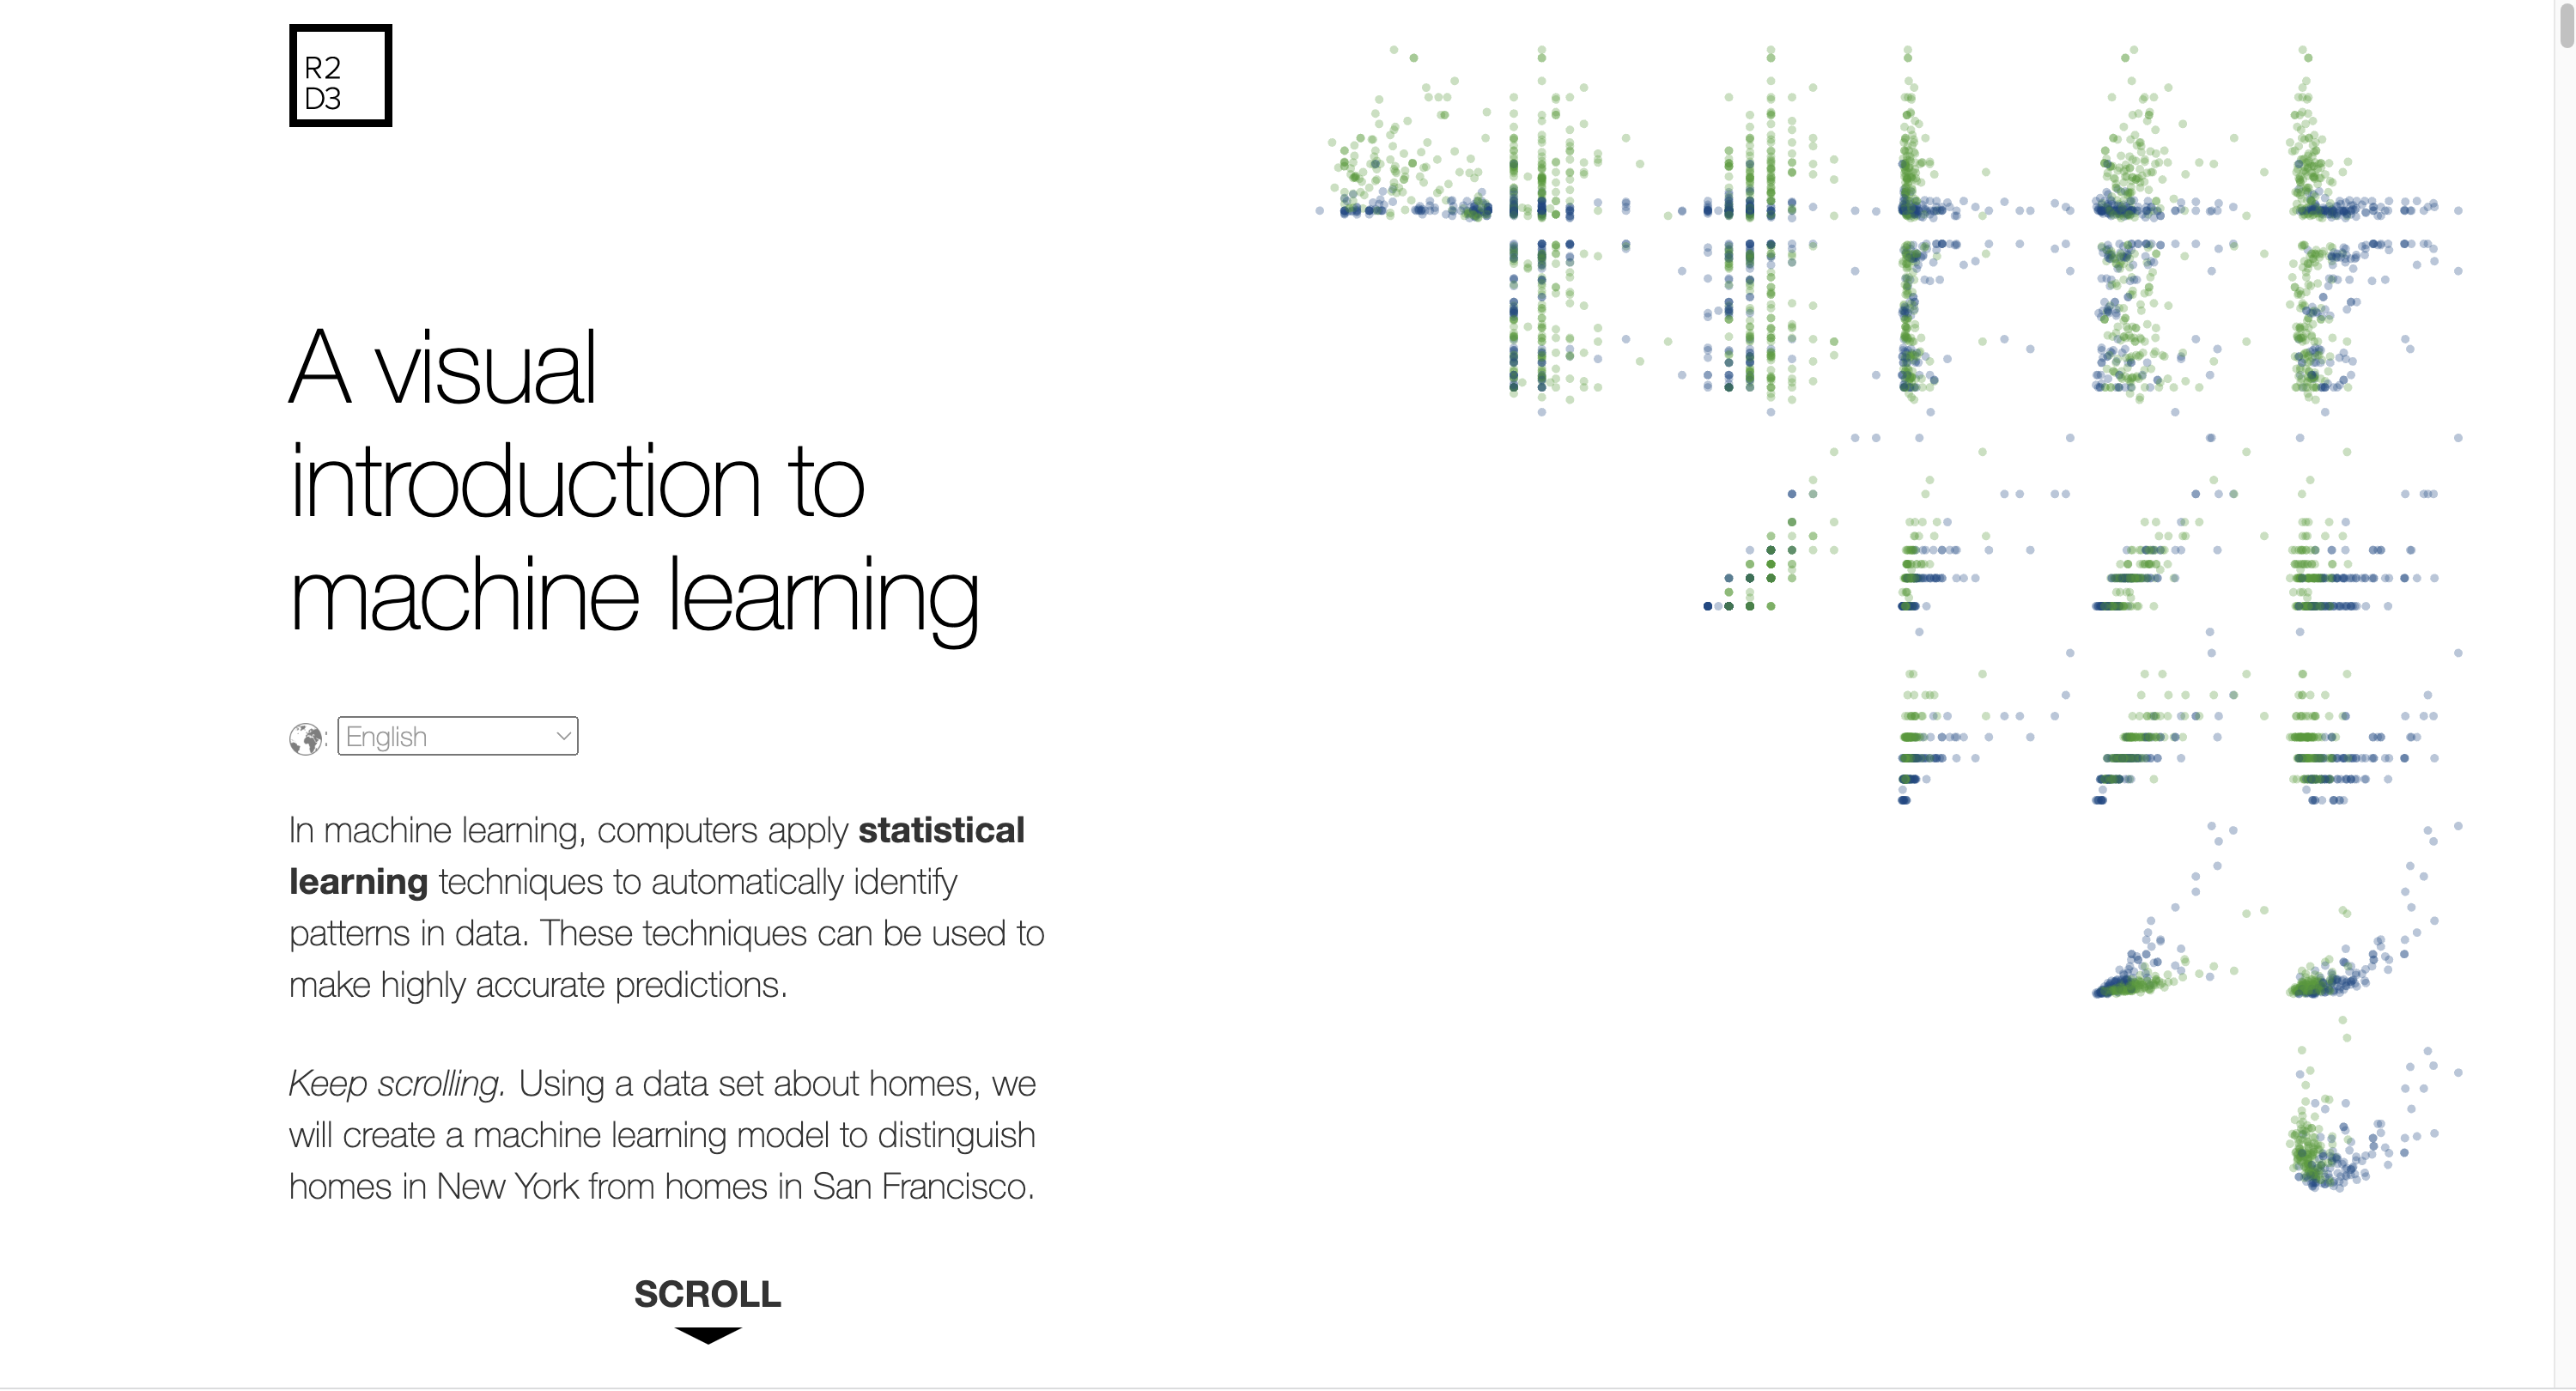 R2
D3
A visual
introduction to
machine learning
: English
In machine learning, computers apply statistical
learning techniques to automatically identify
patterns in data. These techniques can be used to
make highly accurate predictions.
Keep scrolling. Using a data set about homes, we
will create a machine learning model to distinguish
homes in New York from homes in San Francisco.
SCROLL